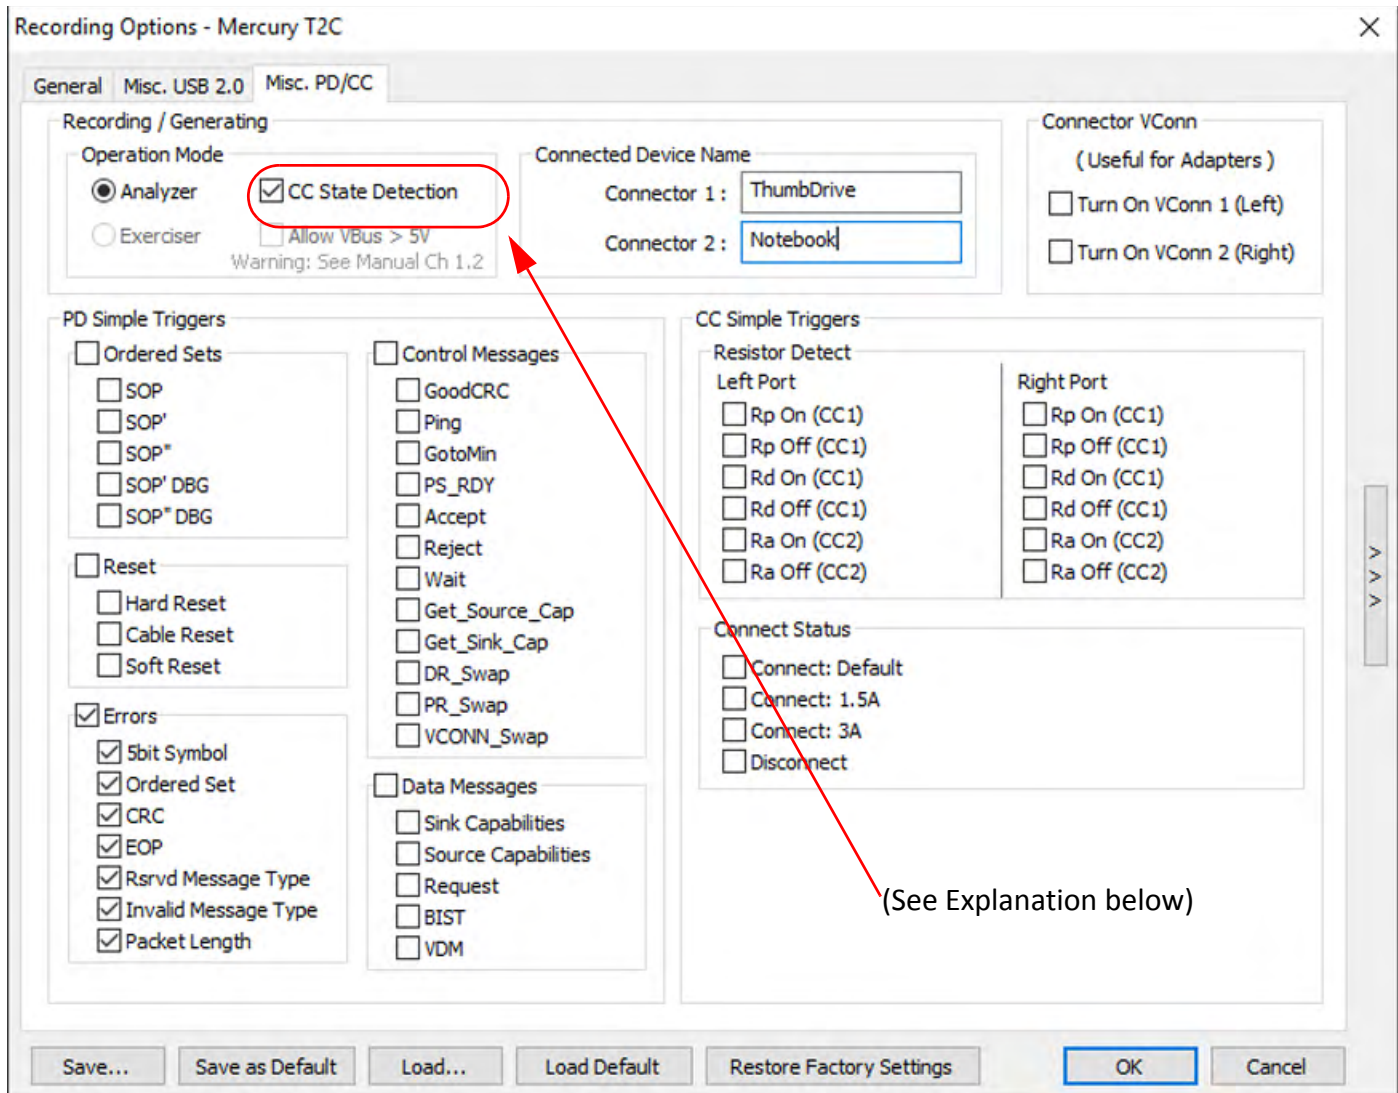 Recording Options - Mercury T2C
General Misc. USB 2.0 Misc. PD/CC
Recording / Generating
Operation Mode
Analyzer CC State Detection
Exerciser Allow VBus > 5V
Warning: See Manual Ch 1.2
Connected Device Name
Connector 1 : ThumbDrive
Connector 2 : Notebook
Connector VConn
( Useful for Adapters )
Turn On VConn 1 (Left)
Turn On VConn 2 (Right)
PD Simple Triggers
Ordered Sets
SOP
SOP'
SOP"
SOP' DBG
SOP" DBG
Reset
Hard Reset
Cable Reset
Soft Reset
Errors
5bit Symbol
Ordered Set
CRC
EOP
Rsrvd Message Type
Invalid Message Type
Packet Length
Control Messages
GoodCRC
Ping
GotoMin
PS_RDY
Accept
Reject
Wait
Get_Source_Cap
Get_Sink_Cap
DR_Swap
PR_Swap
VCONN_Swap
Data Messages
Sink Capabilities
Source Capabilities
Request
BIST
VDM
CC Simple Triggers
Resistor Detect
Left Port
Rp On (CC1)
Rp Off (CC1)
Rd On (CC1)
Rd Off (CC1)
Ra On (CC2)
Ra Off (CC2)
Right Port
Rp On (CC1)
Rp Off (CC1)
Rd On (CC1)
Rd Off (CC1)
Ra On (CC2)
Ra Off (CC2)
Connect Status
Connect: Default
Connect: 1.5A
Connect: 3A
Disconnect
(See Explanation below)
>
>
>
Save... Save as Default Load... Load Default Restore Factory Settings OK Cancel